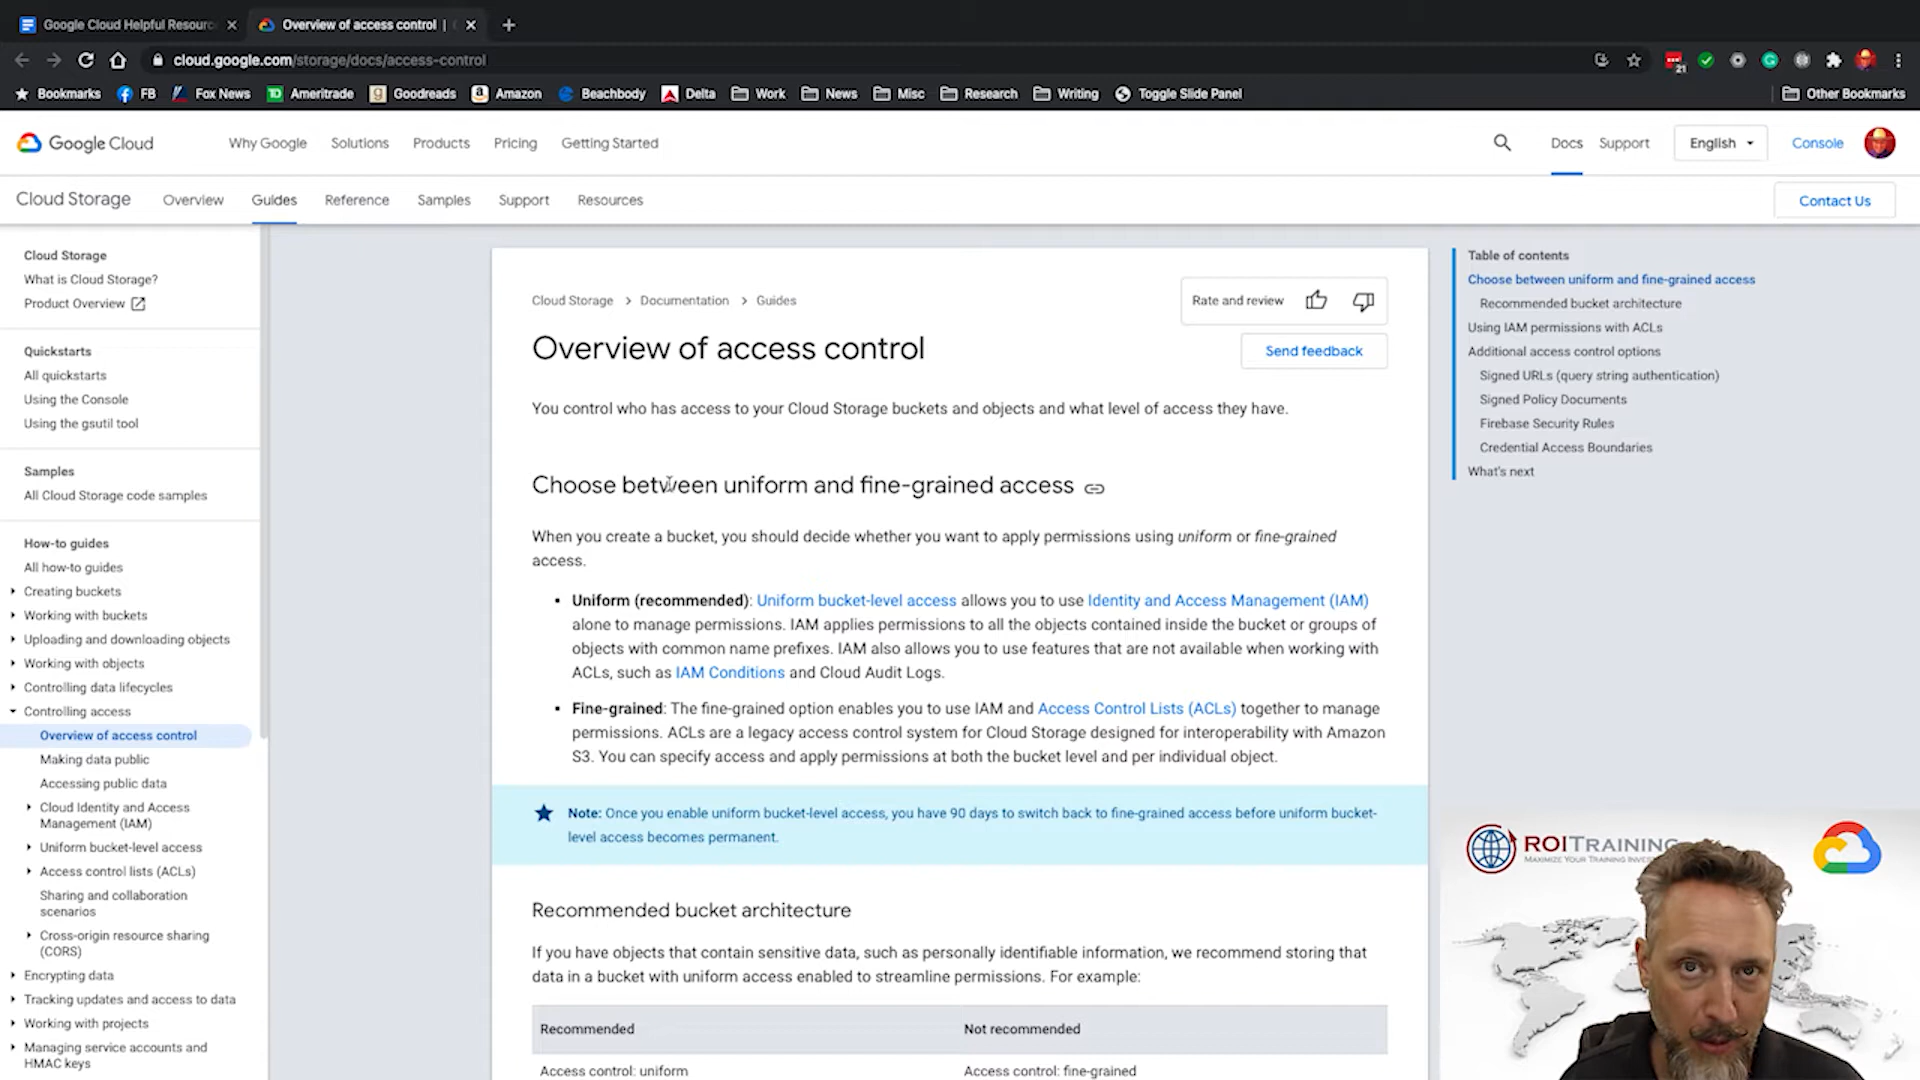 Google Cloud Helpful Resourc
Overview of access control |
cloud.google.com/storage/docs/access-control
21
Bookmarks
FB
Fox News
Ameritrade
Goodreads
Amazon
Beachbody
Delta
Work
News
Misc
Research
Writing
Toggle Slide Panel
Other Bookmarks
Google Cloud
Why Google
Solutions
Products
Pricing
Getting Started
Docs
Support
English
Console
Cloud Storage
Overview
Guides
Reference
Samples
Support
Resources
Contact Us
Cloud Storage
What is Cloud Storage?
Product Overview
Quickstarts
All quickstarts
Using the Console
Using the gsutil tool
Samples
All Cloud Storage code samples
How-to guides
All how-to guides
Creating buckets
Working with buckets
Uploading and downloading objects
Working with objects
Controlling data lifecycles
Controlling access
Overview of access control
Making data public
Accessing public data
Cloud Identity and Access
Management (IAM)
Uniform bucket-level access
Access control lists (ACLs)
Sharing and collaboration
scenarios
Cross-origin resource sharing
(CORS)
Encrypting data
Tracking updates and access to data
Working with projects
Managing service accounts and
HMAC keys
Cloud Storage > Documentation > Guides
Rate and review
Overview of access control
Send feedback
You control who has access to your Cloud Storage buckets and objects and what level of access they have.
Choose between uniform and fine-grained access
When you create a bucket, you should decide whether you want to apply permissions using uniform or fine-grained
access.
• Uniform (recommended): Uniform bucket-level access allows you to use Identity and Access Management (IAM)
alone to manage permissions. IAM applies permissions to all the objects contained inside the bucket or groups of
objects with common name prefixes. IAM also allows you to use features that are not available when working with
ACLs, such as IAM Conditions and Cloud Audit Logs.
• Fine-grained: The fine-grained option enables you to use IAM and Access Control Lists (ACLs) together to manage
permissions. ACLs are a legacy access control system for Cloud Storage designed for interoperability with Amazon
S3. You can specify access and apply permissions at both the bucket level and per individual object.
Note: Once you enable uniform bucket-level access, you have 90 days to switch back to fine-grained access before uniform bucket-
level access becomes permanent.
Recommended bucket architecture
If you have objects that contain sensitive data, such as personally identifiable information, we recommend storing that
data in a bucket with uniform access enabled to streamline permissions. For example:
Recommended
Not recommended
Access control: uniform
Access control: fine-grained
Table of contents
Choose between uniform and fine-grained access
Recommended bucket architecture
Using IAM permissions with ACLs
Additional access control options
Signed URLs (query string authentication)
Signed Policy Documents
Firebase Security Rules
Credential Access Boundaries
What's next
ROITRAINING
MAXIMIZE YOUR TRAINING